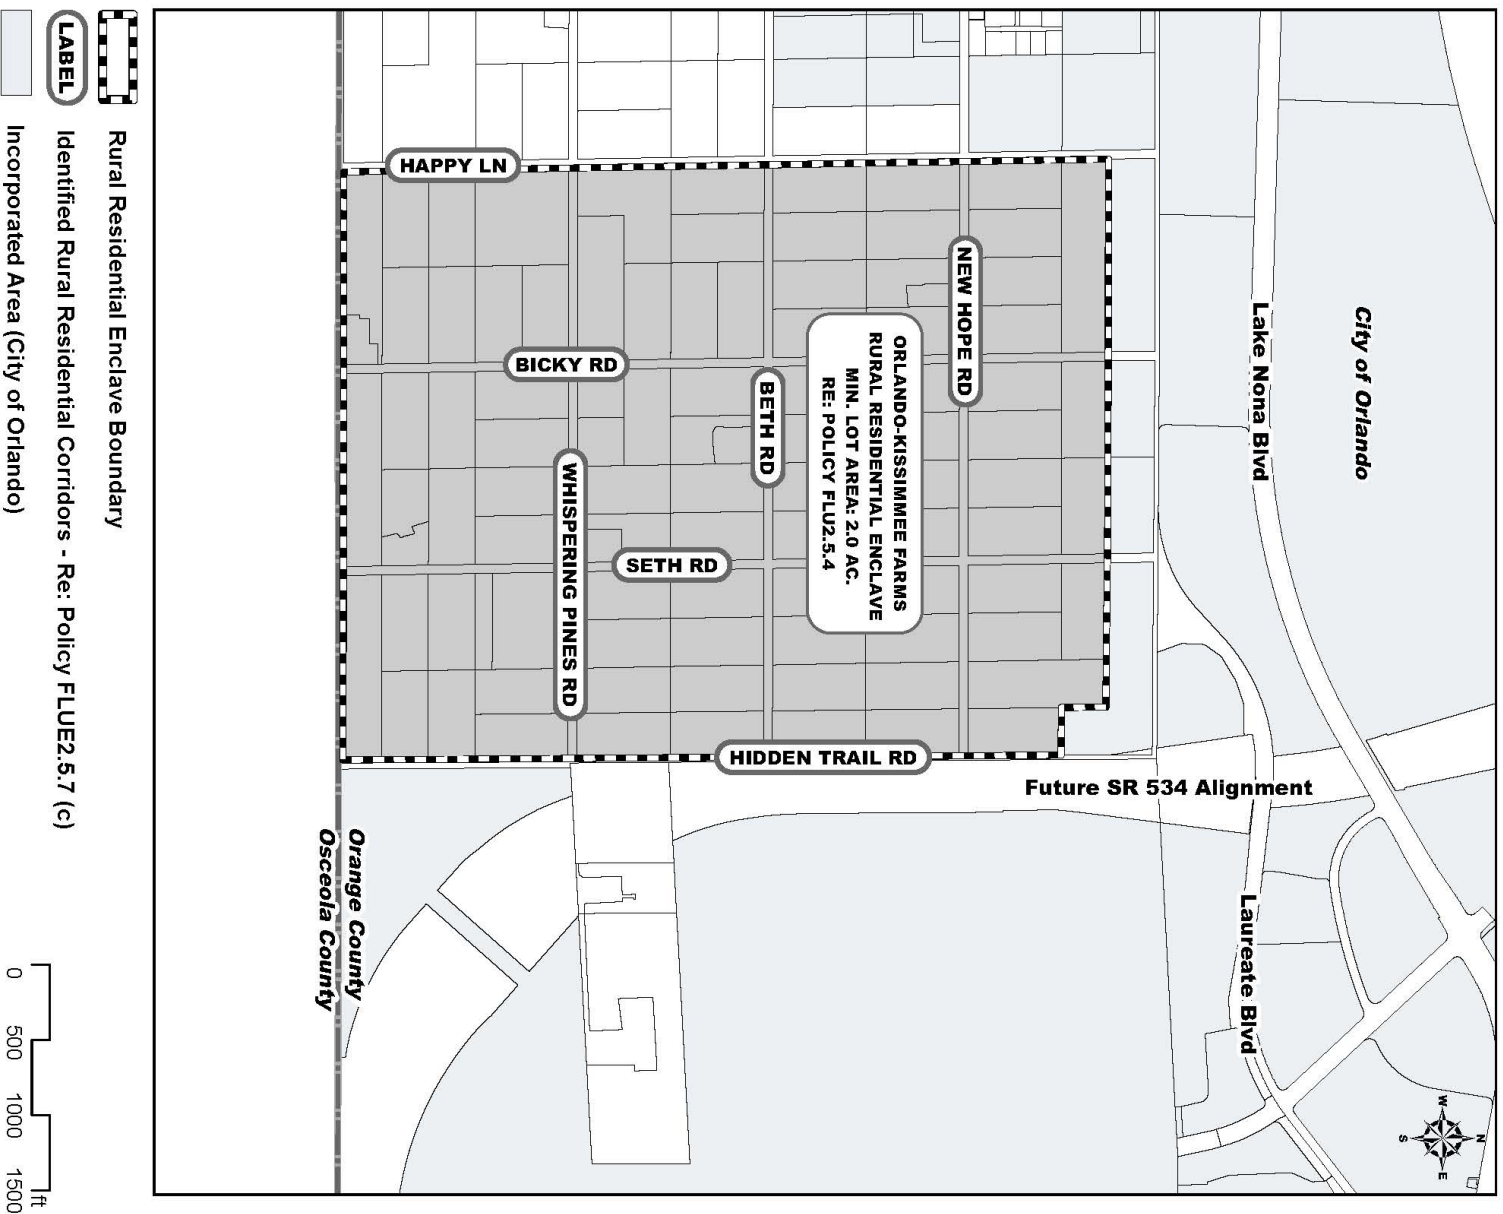 City of Orlando
Lake Nona Blvd
Laureate Blvd
Future SR 534 Alignment
W
N
S
E
HAPPY LN
NEW HOPE RD
BICKY RD
BETH RD
ORLANDO-KISSIMMEE FARMS
RURAL RESIDENTIAL ENCLAVE
MIN. LOT AREA: 2.0 AC.
RE: POLICY FLU2.5.4
WHISPERING PINES RD
SETH RD
HIDDEN TRAIL RD
Orange County
Osceola County
Rural Residential Enclave Boundary
LABEL
Identified Rural Residential Corridors - Re: Policy FLUE2.5.7 (c)
Incorporated Area (City of Orlando)
ft
0 500 1000 1500